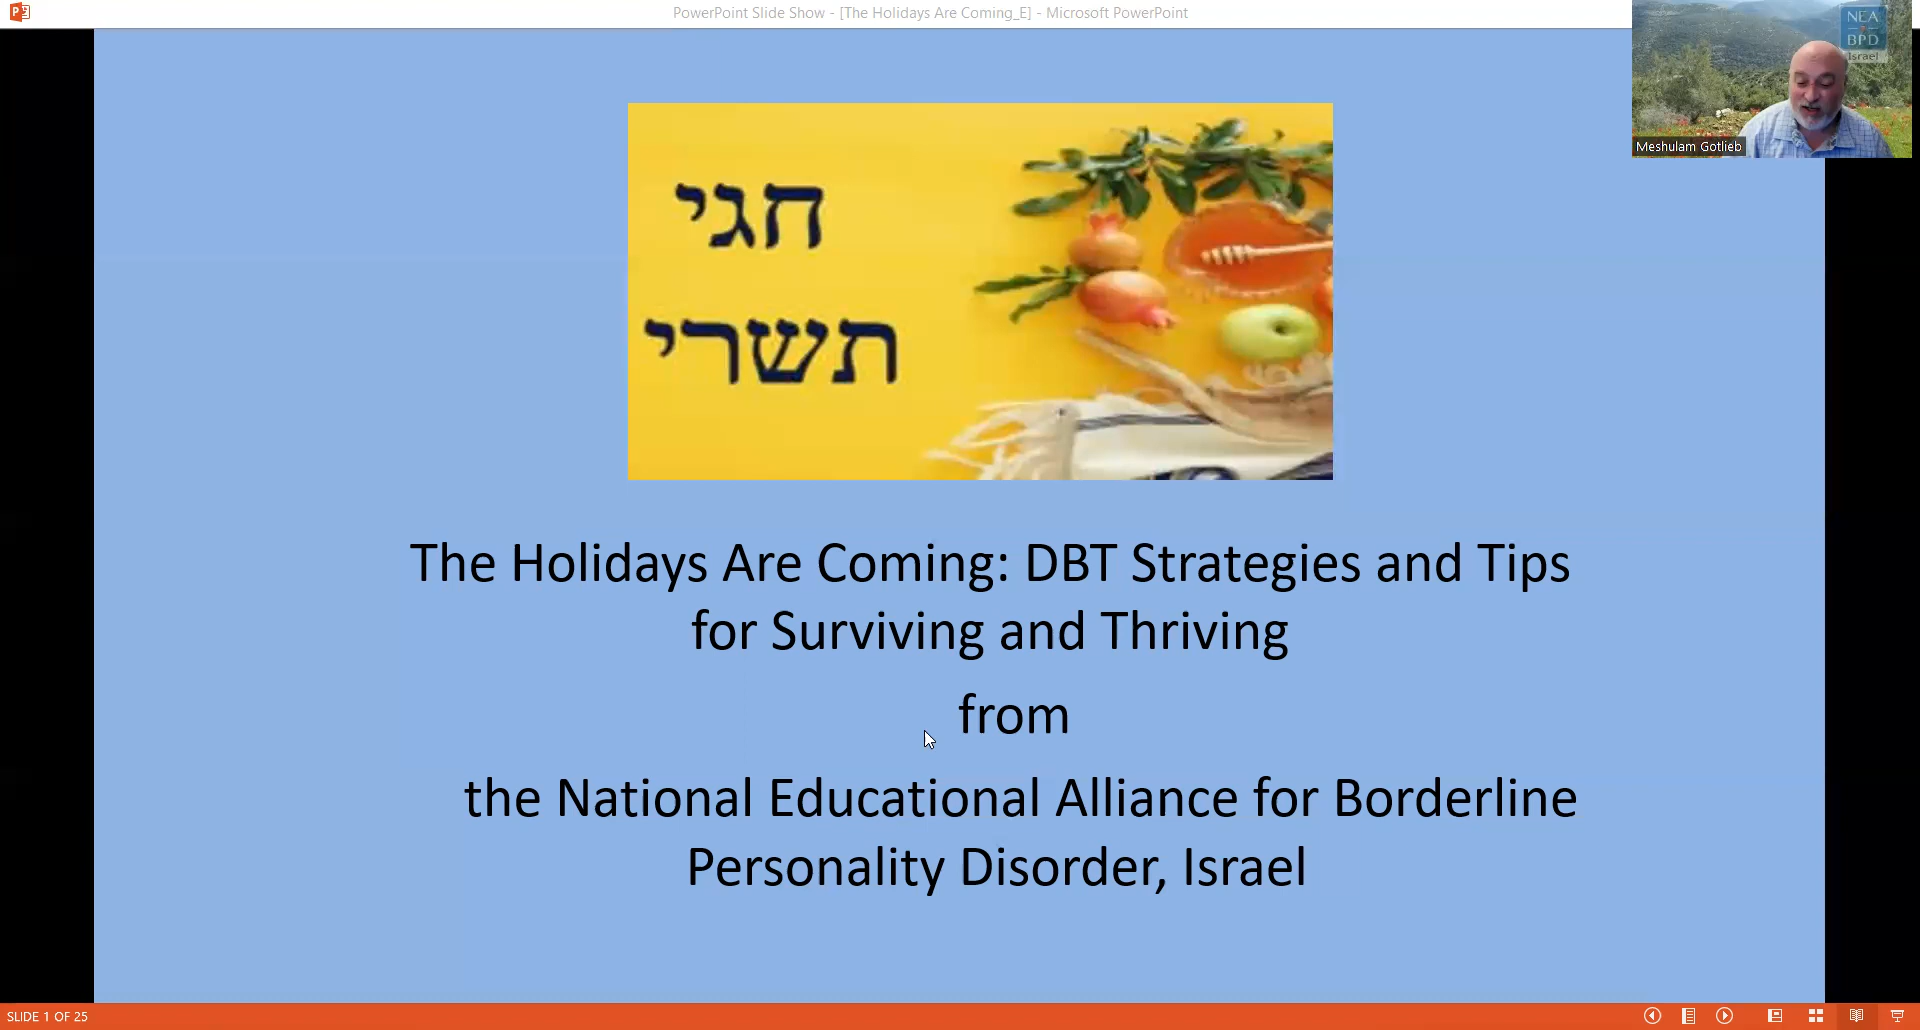 PowerPoint Slide Show - [The Holidays Are Coming_E] - Microsoft PowerPoint
NEA
BPD
Israel
Meshulam Gotlieb
חגי
תשרי
The Holidays Are Coming: DBT Strategies and Tips
for Surviving and Thriving
from
the National Educational Alliance for Borderline
Personality Disorder, Israel
SLIDE 1 OF 25